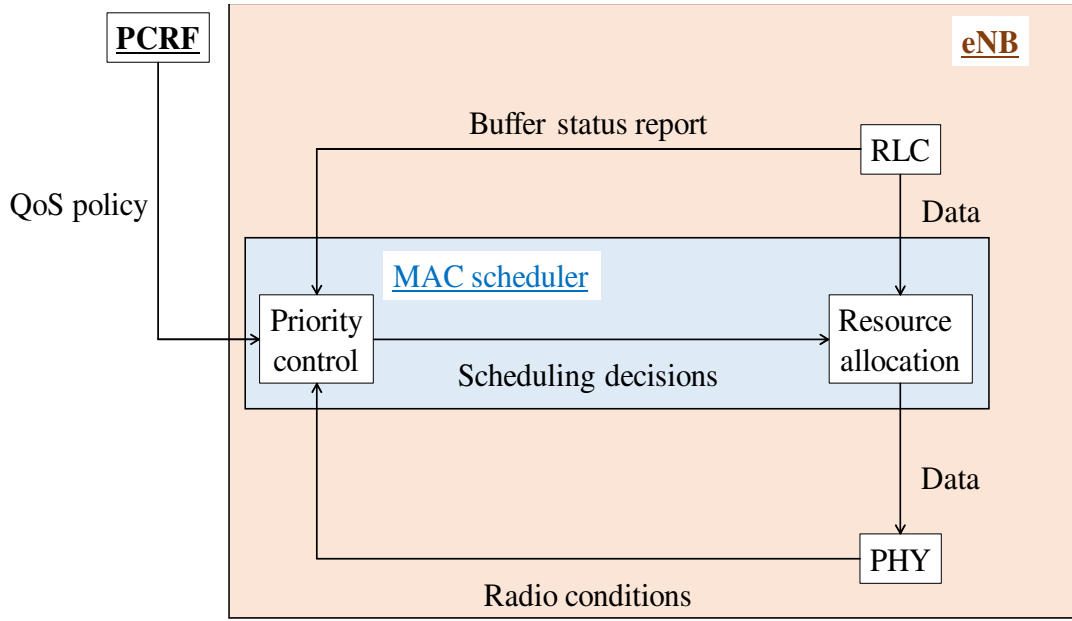 PCRF
eNB
Buffer status report
RLC
QoS policy
Data
MAC scheduler
Priority
control
Resource
allocation
Scheduling decisions
Data
PHY
Radio conditions